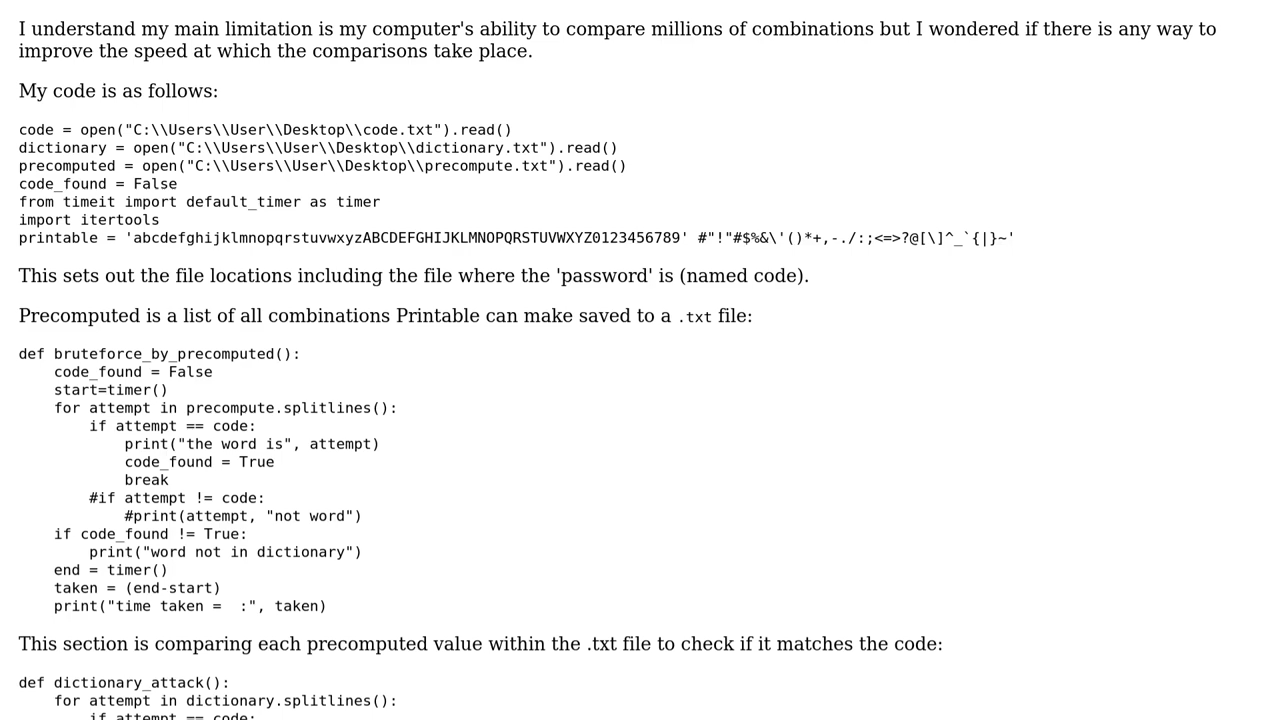 I understand my main limitation is my computer's ability to compare millions of combinations but I wondered if there is any way to
improve the speed at which the comparisons take place.
My code is as follows:
code = open("C:\\Users\\User\\Desktop\\code.txt").read()
dictionary = open("C:\\Users\\User\\Desktop\\dictionary.txt").read()
precomputed = open("C:\\Users\\User\\Desktop\\precompute.txt").read()
code_found = False
from timeit import default_timer as timer
import itertools
printable = 'abcdefghijklmnopqrstuvwxyzABCDEFGHIJKLMNOPQRSTUVWXYZ0123456789' #"!"#$%&\'()*+,-./:;<=>?@[\]^_`{|}~'
This sets out the file locations including the file where the 'password' is (named code).
Precomputed is a list of all combinations Printable can make saved to a .txt file:
def bruteforce_by_precomputed():
    code_found = False
    start=timer()
    for attempt in precompute.splitlines():
        if attempt == code:
            print("the word is", attempt)
            code_found = True
            break
        #if attempt != code:
            #print(attempt, "not word")
    if code_found != True:
        print("word not in dictionary")
    end = timer()
    taken = (end-start)
    print("time taken =  :", taken)
This section is comparing each precomputed value within the .txt file to check if it matches the code:
def dictionary_attack():
    for attempt in dictionary.splitlines():
        if attempt == code: